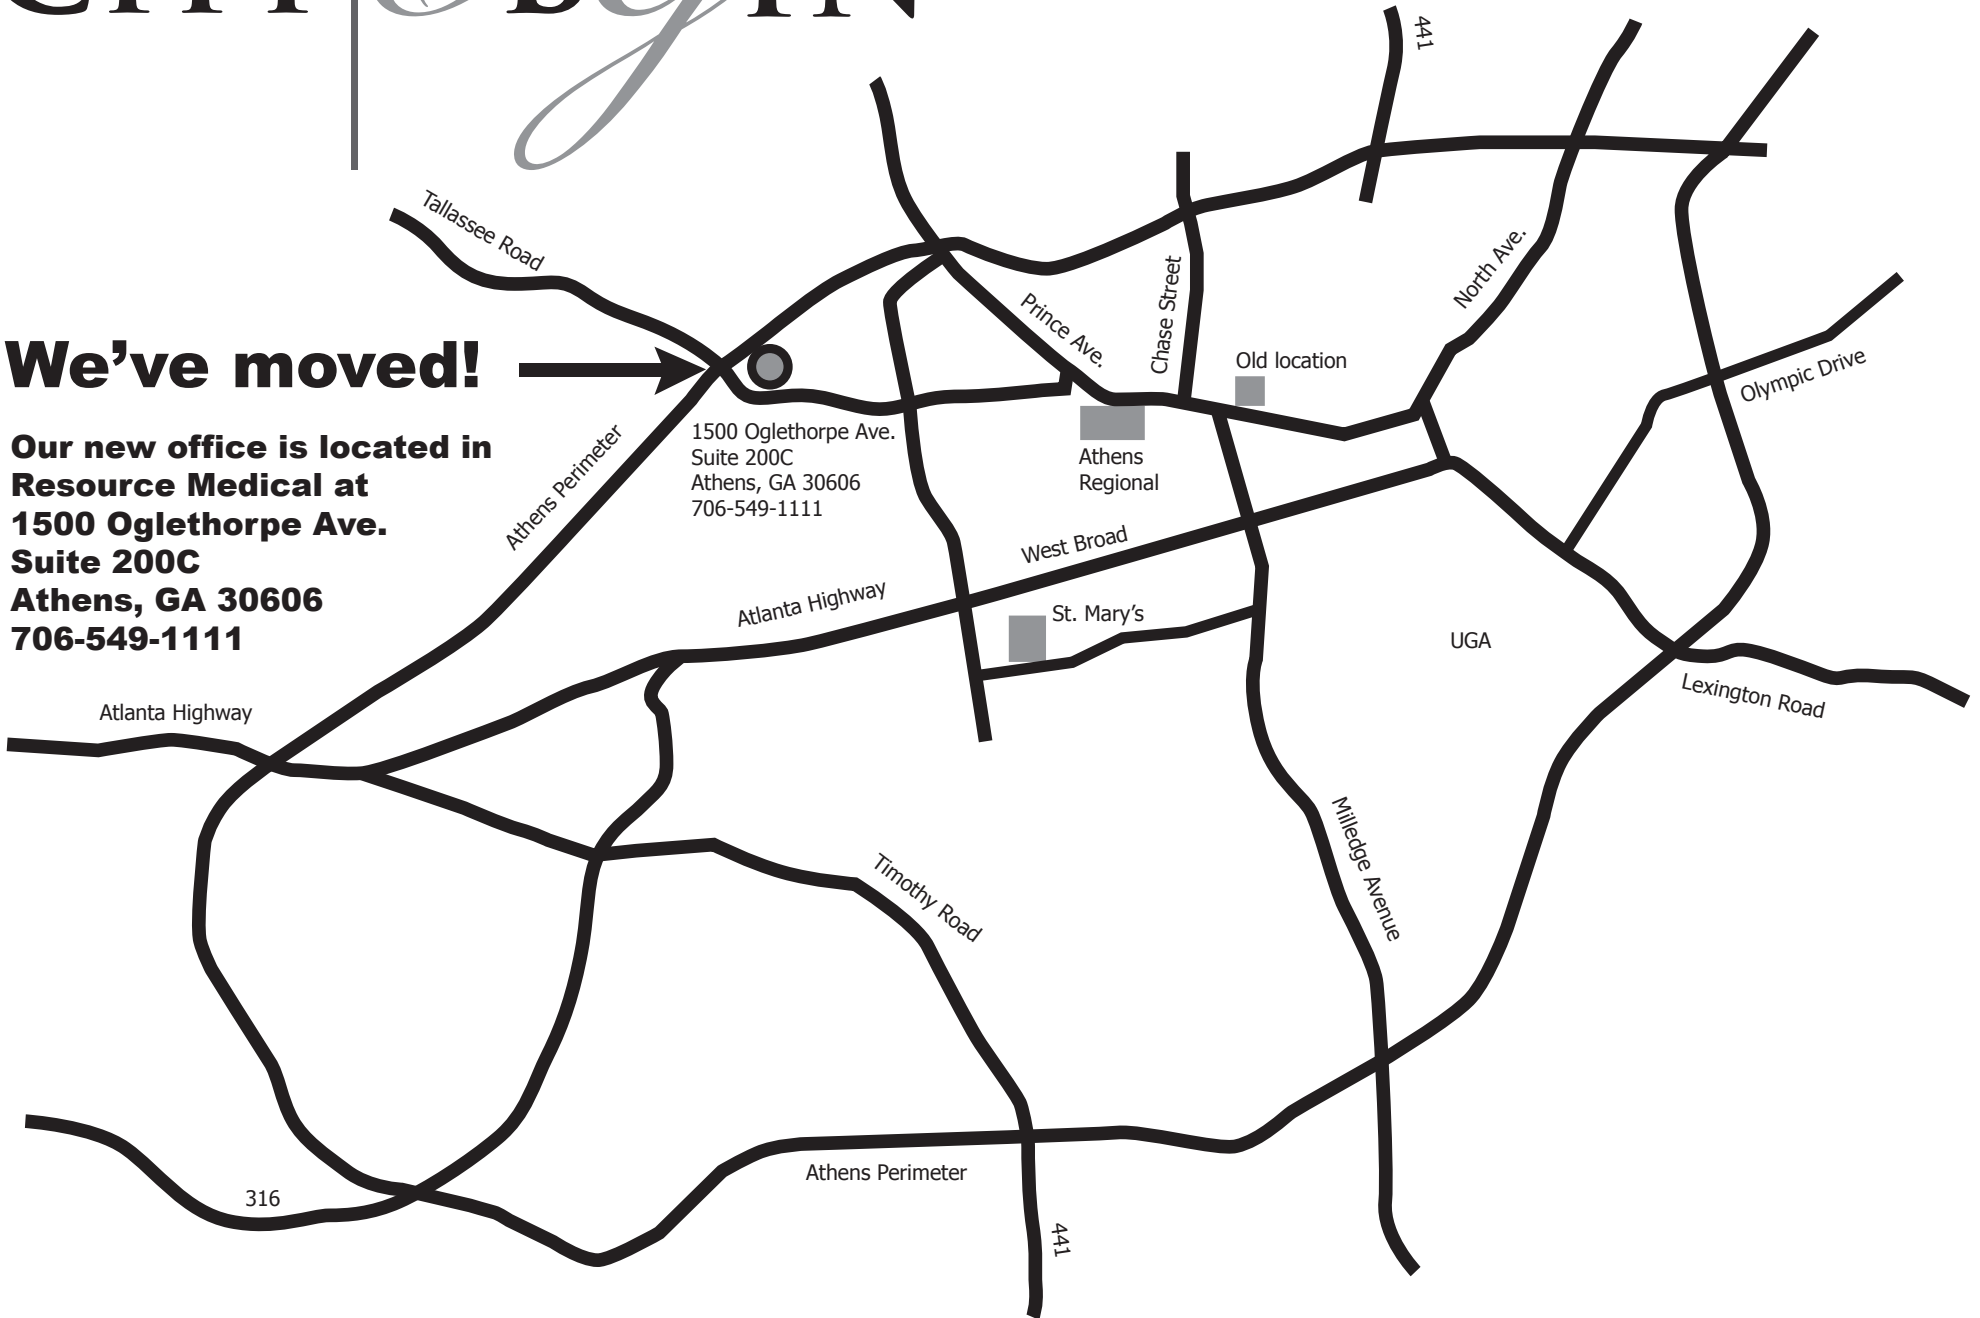 We've moved!
Our new office is located in
Resource Medical at
1500 Oglethorpe Ave.
Suite 200C
Athens, GA 30606
706-549-1111
1500 Oglethorpe Ave.
Suite 200C
Athens, GA 30606
706-549-1111
Tallassee Road
Athens Perimeter
Prince Ave.
Chase Street
Old location
441
North Ave.
Olympic Drive
Athens
Regional
West Broad
Atlanta Highway
St. Mary's
UGA
Lexington Road
Atlanta Highway
Timothy Road
Milledge Avenue
Athens Perimeter
316
441